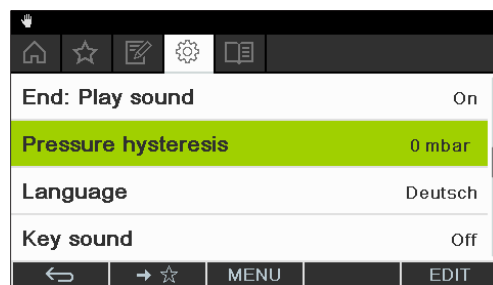 End: Play sound On
Pressure hysteresis 0 mbar
Language Deutsch
Key sound Off
MENU EDIT